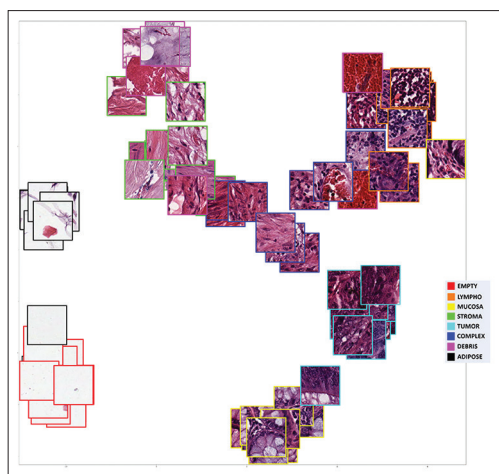 EMPTY
LYMPHO
MUCOSA
STROMA
TUMOR
COMPLEX
DEBRIS
ADIPOSE